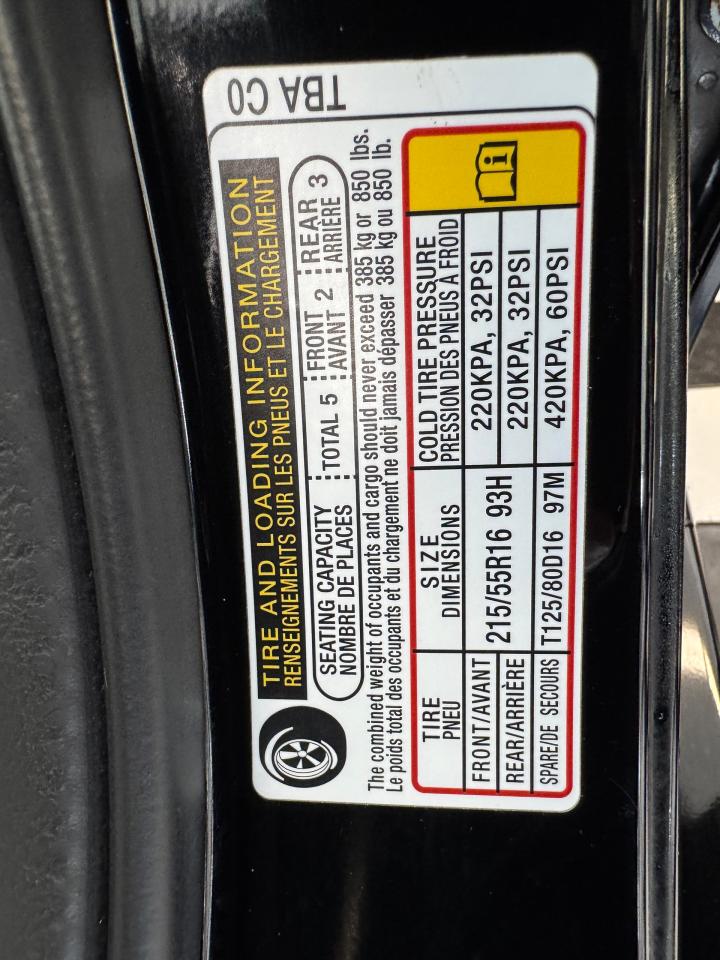 TBA C0
TIRE AND LOADING INFORMATION
RENSEIGNEMENTS SUR LES PNEUS ET LE CHARGEMENT
SEATING CAPACITY TOTAL 5 FRONT 2 REAR 3
NOMBRE DE PLACES AVANT ARRIÈRE
The combined weight of occupants and cargo should never exceed 385 kg or 850 lbs.
Le poids total des occupants et du chargement ne doit jamais dépasser 385 kg ou 850 lb.
TIRE SIZE COLD TIRE PRESSURE
PNEU DIMENSIONS PRESSION DES PNEUS À FROID
FRONT/AVANT 215/55R16 93H 220KPA, 32PSI
REAR/ARRIÈRE 220KPA, 32PSI
SPARE/DE SECOURS T125/80D16 97M 420KPA, 60PSI